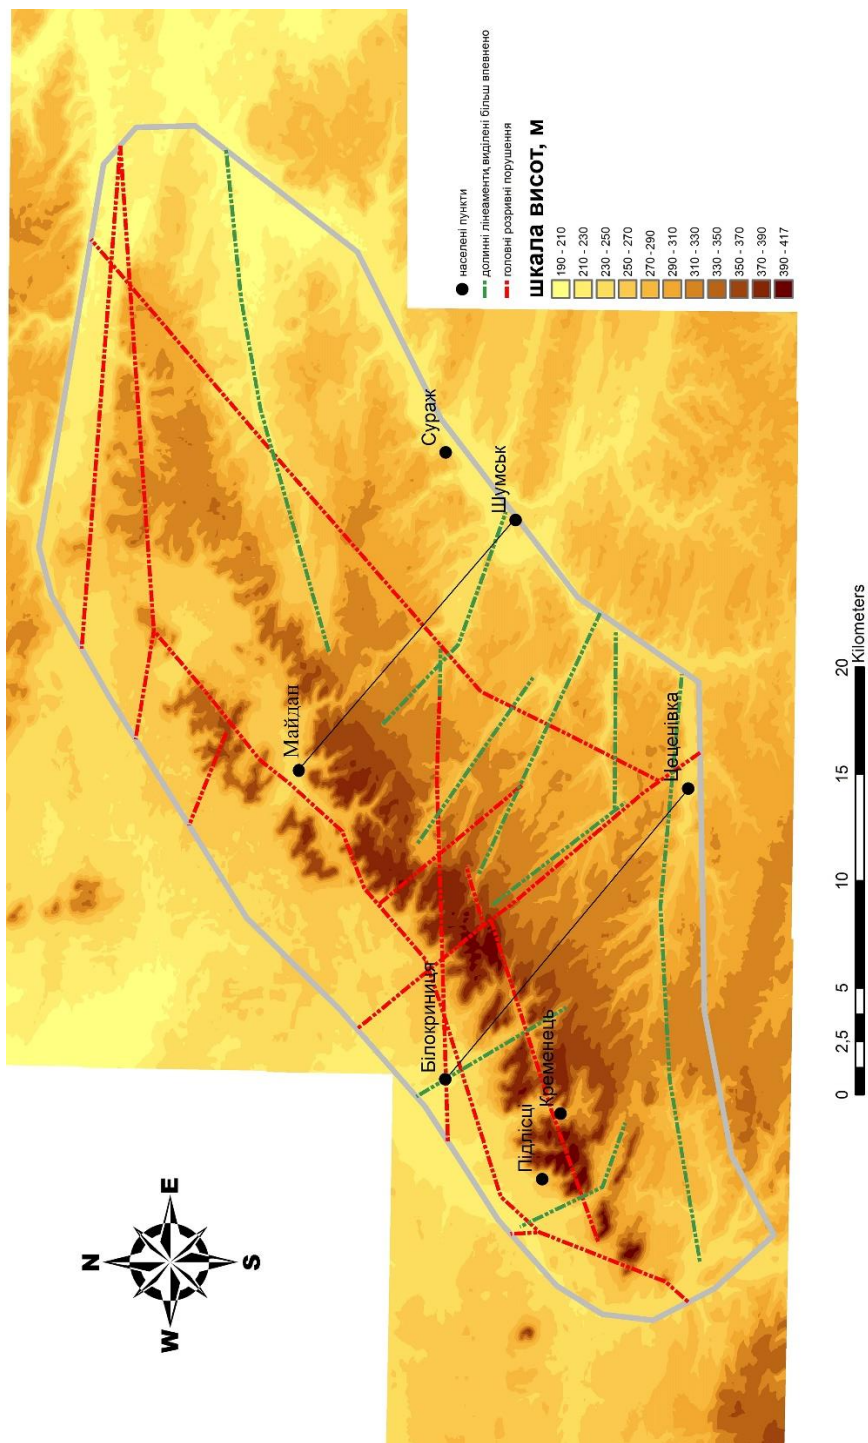 N
W
E
S
Майдан
Сураж
Шумськ
Білокриниця
Підлісці
Кременець
Цеценівка
населені пункти
долинні лінеаменти, виділені більш впевнено
головні розривні порушення
шкала висот, м
190 - 210
210 - 230
230 - 250
250 - 270
270 -290
290 - 310
310 - 330
330 - 350
350 - 370
370 - 390
390 - 417
0 2,5 5 10 15 20
Kilometers